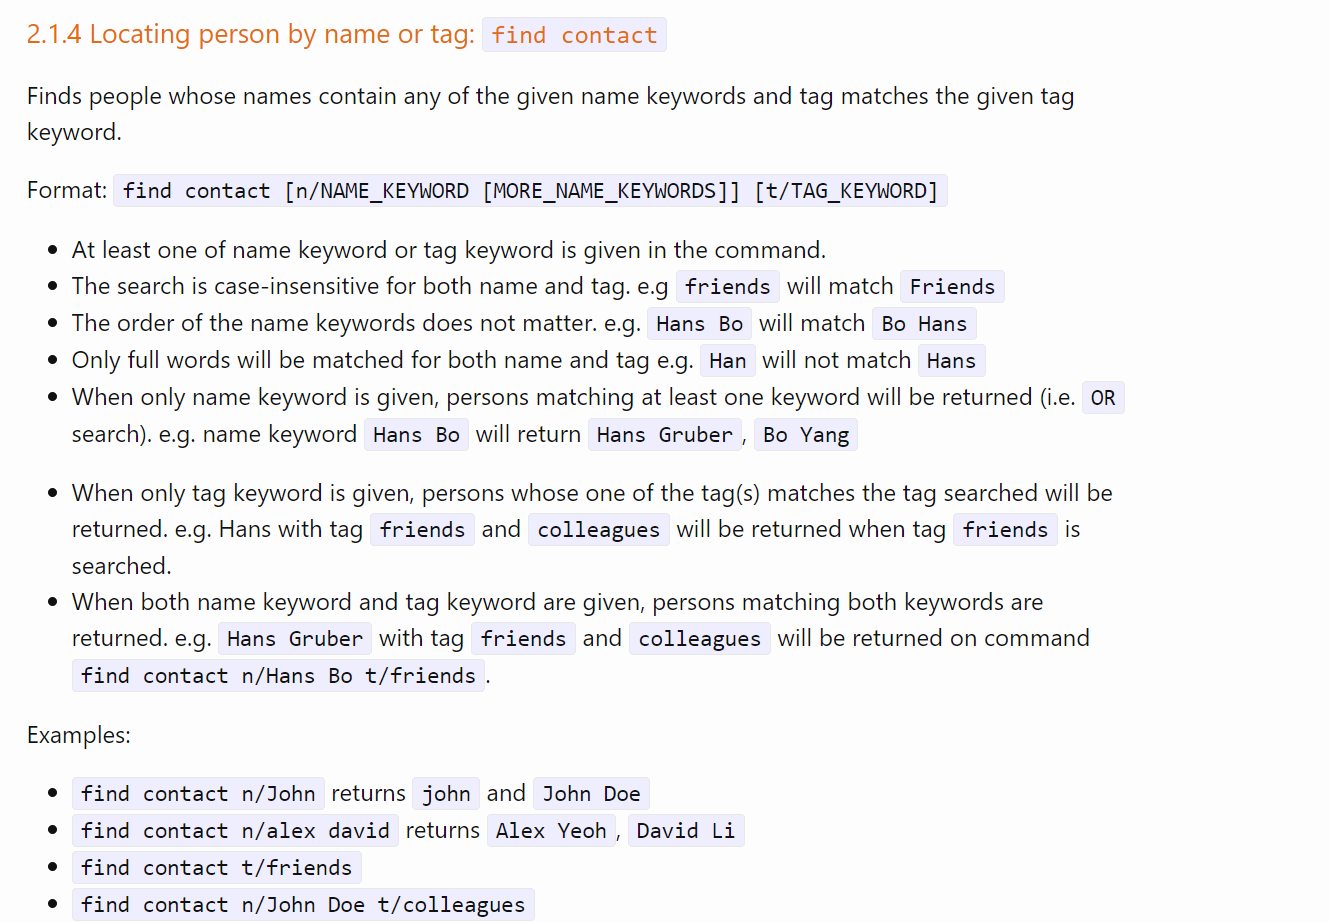 2.1.4 Locating person by name or tag: find contact
Finds people whose names contain any of the given name keywords and tag matches the given tag
keyword.
Format: find contact [n/NAME_KEYWORD [MORE_NAME_KEYWORDS]] [t/TAG_KEYWORD]
• At least one of name keyword or tag keyword is given in the command.
• The search is case-insensitive for both name and tag. e.g friends will match Friends
• The order of the name keywords does not matter. e.g. Hans Bo will match Bo Hans
• Only full words will be matched for both name and tag e.g. Han will not match Hans
• When only name keyword is given, persons matching at least one keyword will be returned (i.e. OR
search). e.g. name keyword Hans Bo will return Hans Gruber, Bo Yang
• When only tag keyword is given, persons whose one of the tag(s) matches the tag searched will be
returned. e.g. Hans with tag friends and colleagues will be returned when tag friends is
searched.
• When both name keyword and tag keyword are given, persons matching both keywords are
returned. e.g. Hans Gruber with tag friends and colleagues will be returned on command
find contact n/Hans Bo t/friends.
Examples:
• find contact n/John returns john and John Doe
• find contact n/alex david returns Alex Yeoh, David Li
• find contact t/friends
• find contact n/John Doe t/colleagues